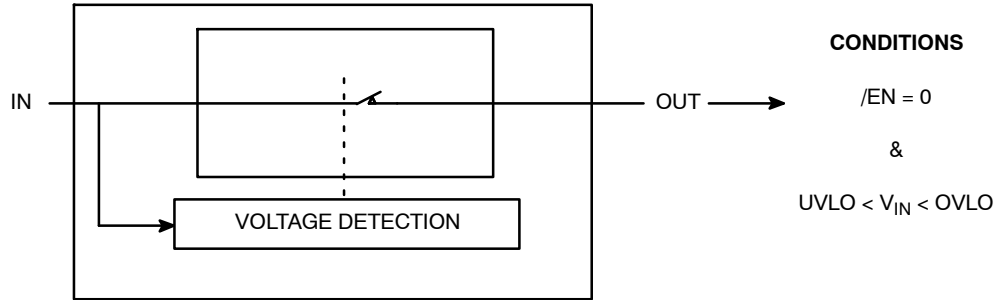 CONDITIONS
IN
OUT
/EN = 0
&
UVLO < VIN < OVLO
VOLTAGE DETECTION